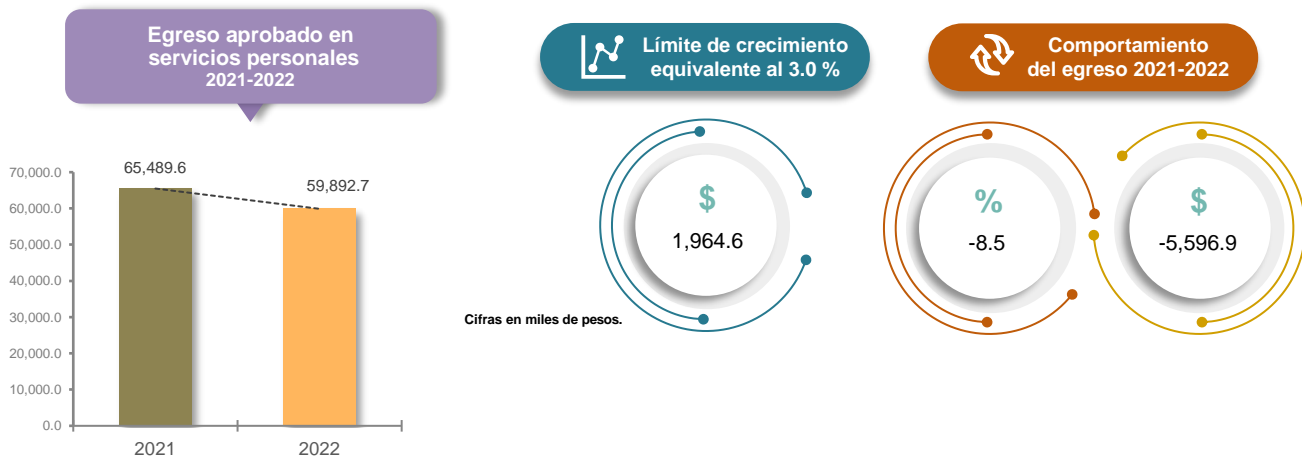 Egreso aprobado en
servicios personales
2021-2022
Límite de crecimiento
equivalente al 3.0 %
Comportamiento
del egreso 2021-2022
70,000.0
60,000.0
50,000.0
40,000.0
30,000.0
20,000.0
10,000.0
0.0
65,489.6
59,892.7
2021
2022
$
1,964.6
%
-8.5
$
-5,596.9
Cifras en miles de pesos.